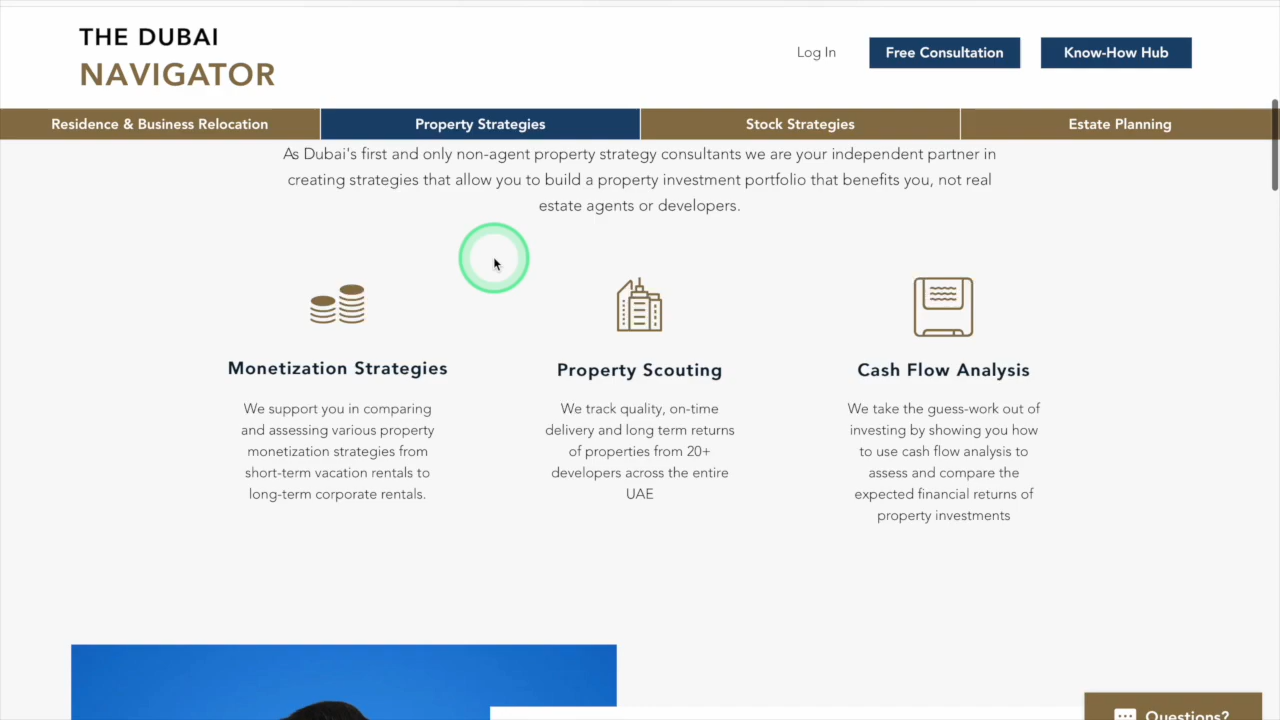 THE DUBAI
NAVIGATOR
Log In
Free Consultation
Know-How Hub
Residence & Business Relocation
Property Strategies
Stock Strategies
Estate Planning
As Dubai's first and only non-agent property strategy consultants we are your independent partner in
creating strategies that allow you to build a property investment portfolio that benefits you, not real
estate agents or developers.
Monetization Strategies
We support you in comparing
and assessing various property
monetization strategies from
short-term vacation rentals to
long-term corporate rentals.
Property Scouting
We track quality, on-time
delivery and long term returns
of properties from 20+
developers across the entire
UAE
Cash Flow Analysis
We take the guess-work out of
investing by showing you how
to use cash flow analysis to
assess and compare the
expected financial returns of
property investments
Questions?